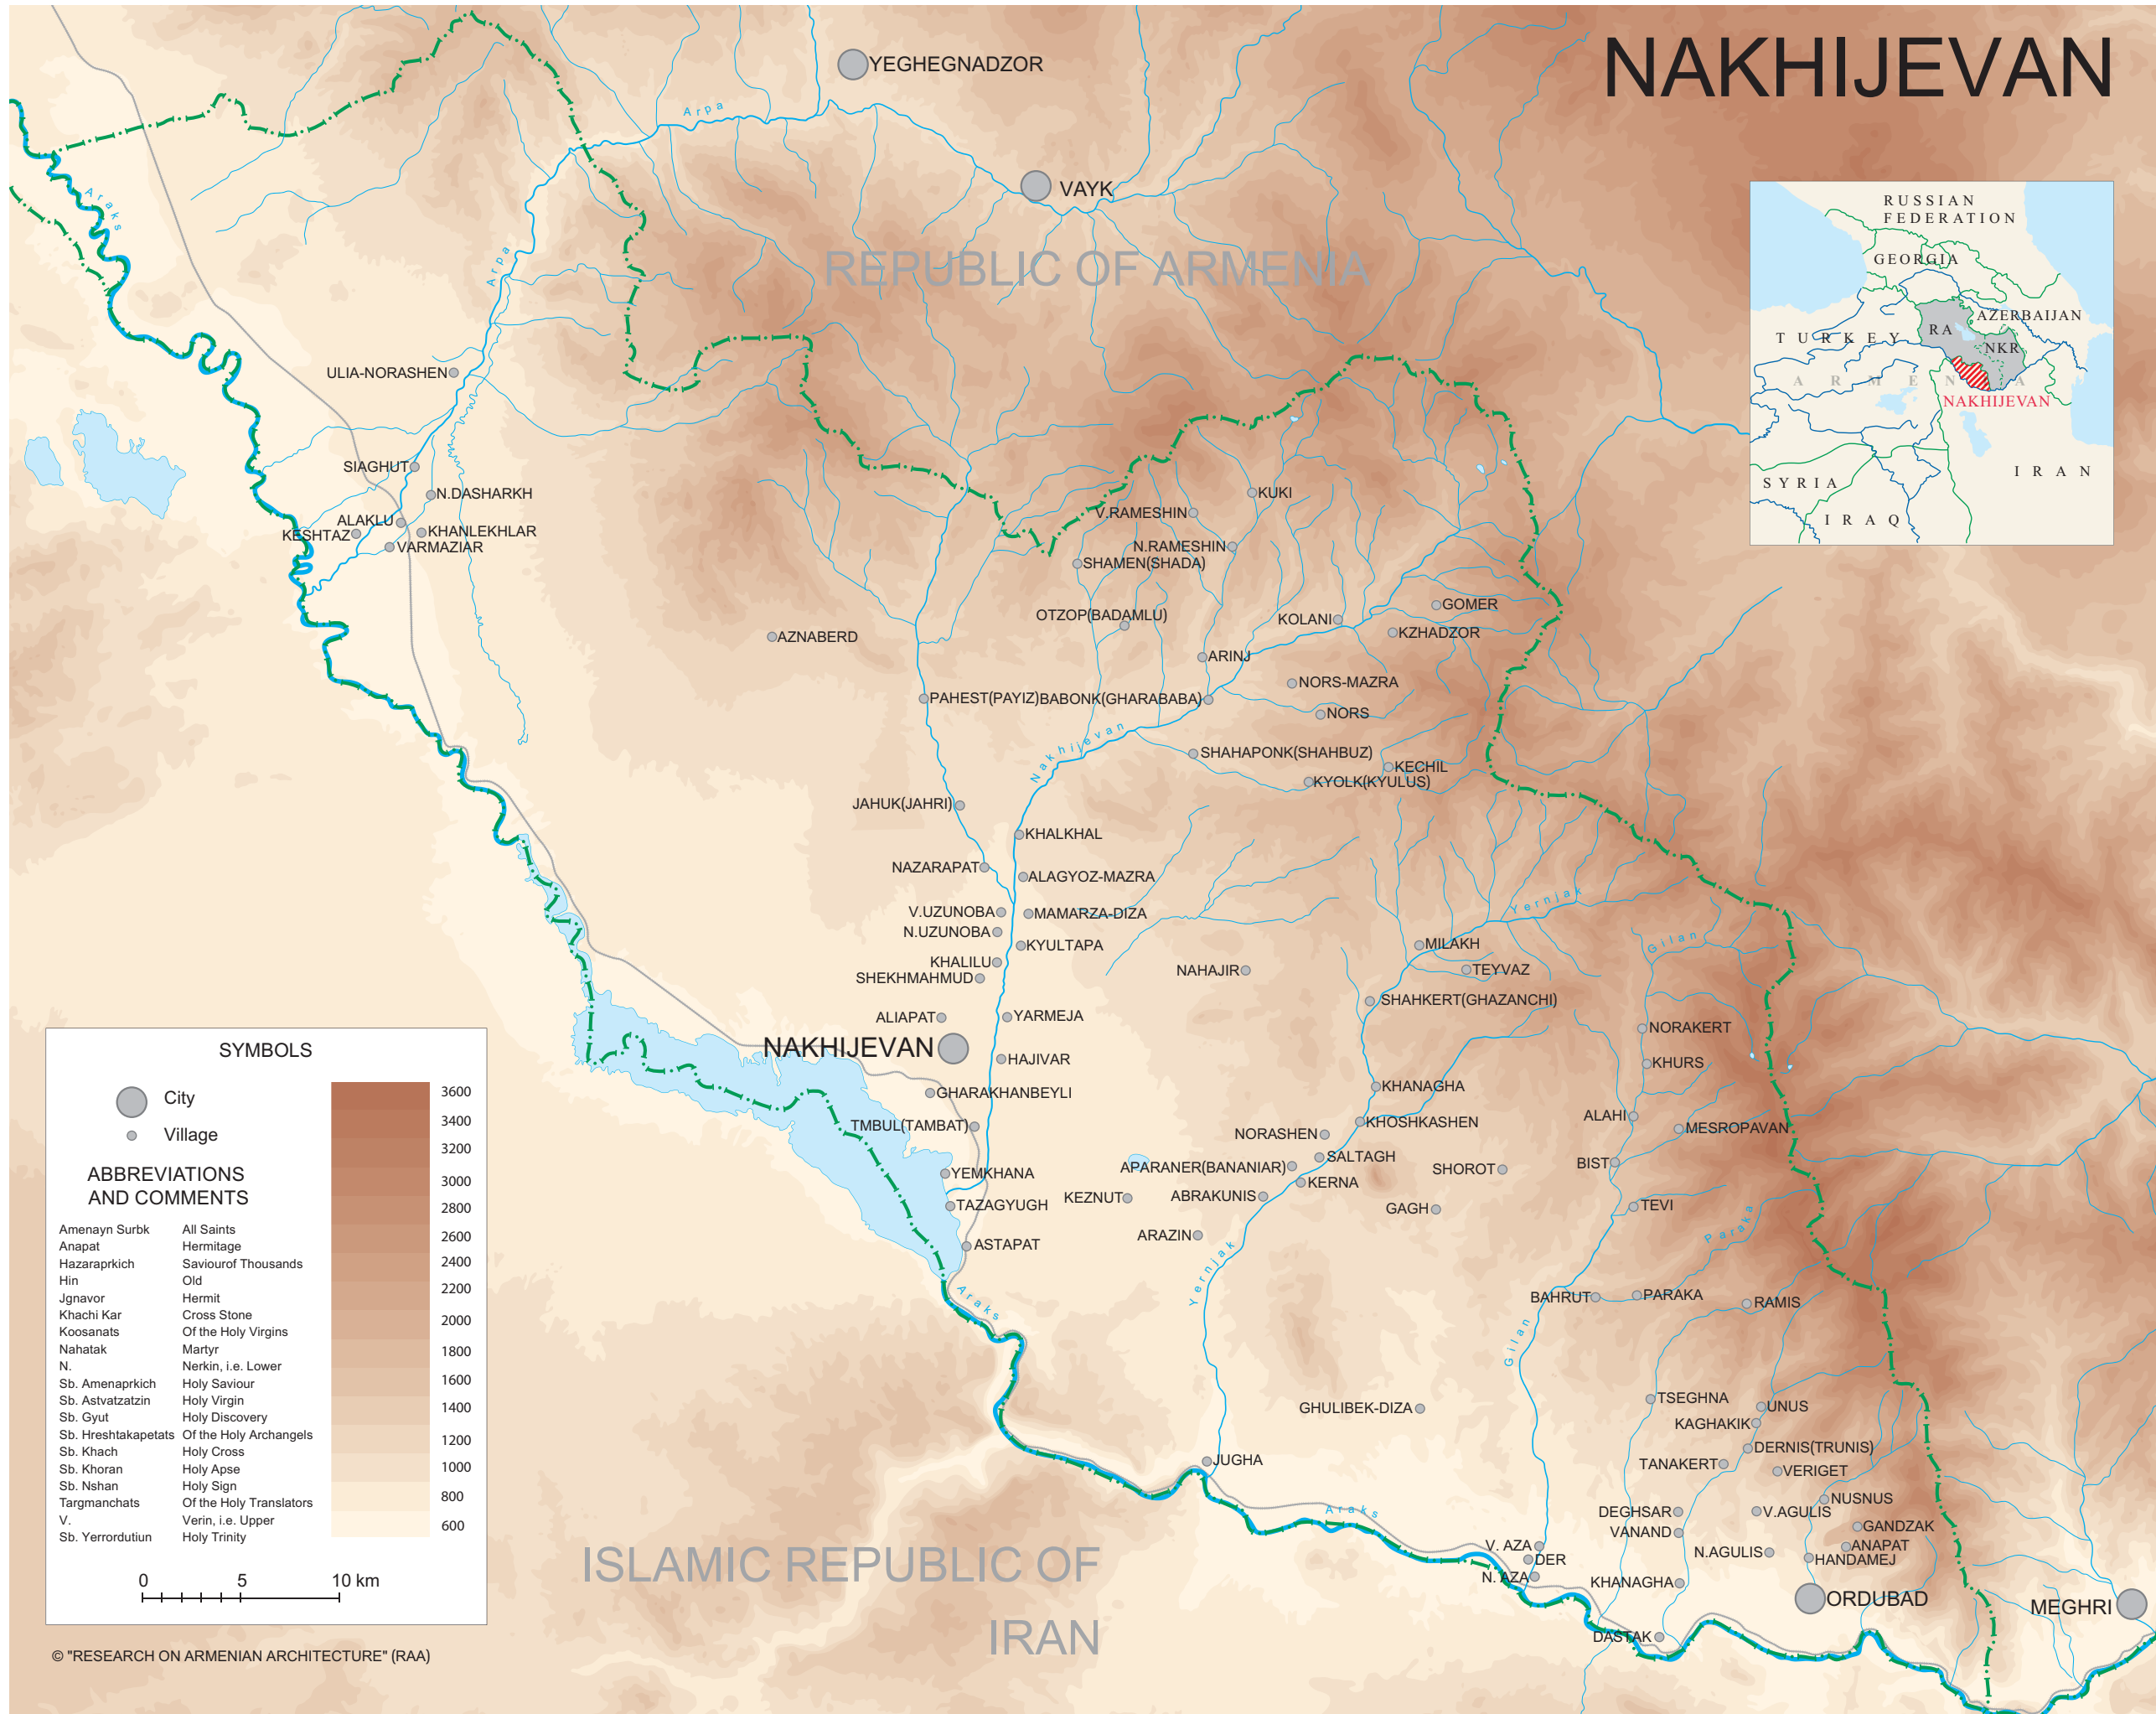 NAKHIJEVAN
YEGHEGNADZOR
Arpa
VAYK
Araks
Arpa
REPUBLIC OF ARMENIA
RUSSIAN
FEDERATION
GEORGIA
AZERBAIJAN
TURKEY
RA
NKR
ARMENIA
NAKHIJEVAN
SYRIA
IRAN
IRAQ
ULIA-NORASHEN
SIAGHUT
N.DASHARKH
ALAKLU
KESHTAZ
KHANLEKHLAR
VARMAZIAR
KUKI
V.RAMESHIN
N.RAMESHIN
SHAMEN(SHADA)
OTZOP(BADAMLU)
KOLANI
GOMER
KZHADZOR
AZNABERD
ARINJ
NORS-MAZRA
PAHEST(PAYIZ)
BABONK(GHARABABA)
NORS
Nakhijevan
SHAHAPONK(SHAHBUZ)
KECHIL
KYOLK(KYULUS)
JAHUK(JAHRI)
KHALKHAL
NAZARAPAT
ALAGYOZ-MAZRA
V.UZUNOBA
MAMARZA-DIZA
N.UZUNOBA
KYULTAPA
KHALILU
SHEKHMAHMUD
Yernjak
MILAKH
Gilan
NAHAJIR
TEYVAZ
SHAHKERT(GHAZANCHI)
ALIAPAT
YARMEJA
NORAKERT
NAKHIJEVAN
HAJIVAR
KHURS
GHARAKHANBEYLI
KHANAGHA
TMBUL(TAMBAT)
KHOSHKASHEN
ALAHI
MESROPAVAN
NORASHEN
SALTAGH
APARANER(BANANIAR)
SHOROT
BIST
YEMKHANA
KERNA
KEZNUT
ABRAKUNIS
TAZAGYUGH
GAGH
TEVI
Paraka
ARAZIN
ASTAPAT
Yernjak
Araks
BAHRUT
PARAKA
RAMIS
Gilan
TSEGHNA
UNUS
GHULIBEK-DIZA
KAGHAKIK
DERNIS(TRUNIS)
JUGHA
TANAKERT
VERIGET
Araks
NUSNUS
DEGHSAR
V.AGULIS
VANAND
GANDZAK
V. AZA
ANAPAT
DER
N.AGULIS
HANDAMEJ
N. AZA
KHANAGHA
ORDUBAD
MEGHRI
DASTAK
ISLAMIC REPUBLIC OF
IRAN
SYMBOLS
City
Village
ABBREVIATIONS
AND COMMENTS
Amenayn Surbk All Saints
Anapat Hermitage
Hazaraprkich Saviourof Thousands
Hin Old
Jgnavor Hermit
Khachi Kar Cross Stone
Koosanats Of the Holy Virgins
Nahatak Martyr
N. Nerkin, i.e. Lower
Sb. Amenaprkich Holy Saviour
Sb. Astvatzatzin Holy Virgin
Sb. Gyut Holy Discovery
Sb. Hreshtakapetats Of the Holy Archangels
Sb. Khach Holy Cross
Sb. Khoran Holy Apse
Sb. Nshan Holy Sign
Targmanchats Of the Holy Translators
V. Verin, i.e. Upper
Sb. Yerrordutiun Holy Trinity
3600
3400
3200
3000
2800
2600
2400
2200
2000
1800
1600
1400
1200
1000
800
600
0 5 10 km
© "RESEARCH ON ARMENIAN ARCHITECTURE" (RAA)